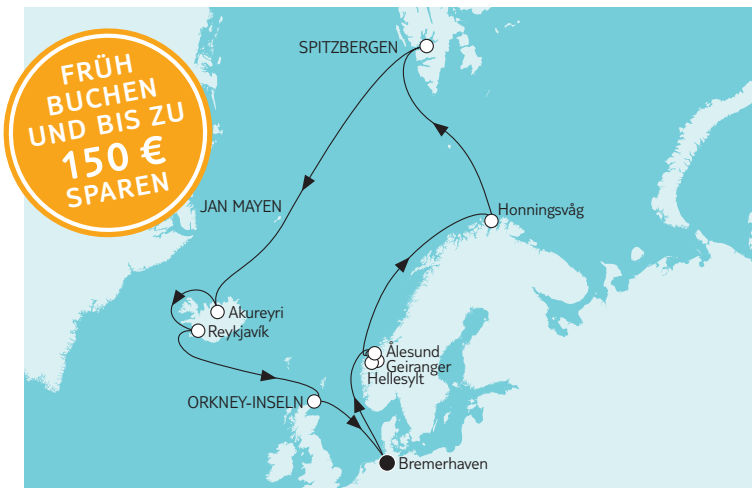 FRÜH
BUCHEN
UND BIS ZU
150 €
SPAREN
SPITZBERGEN
JAN MAYEN
Honningsvåg
Akureyri
Reykjavík
Ålesund
Geiranger
Hellesylt
ORKNEY-INSELN
Bremerhaven